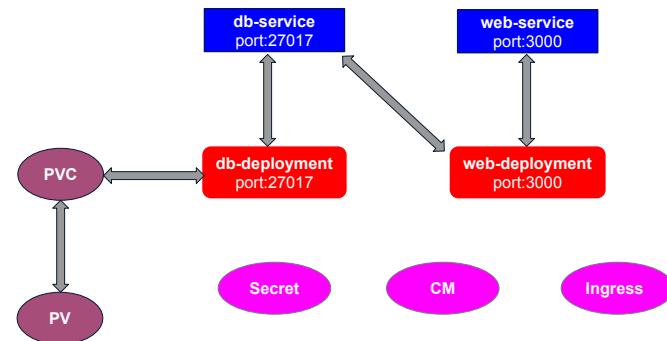 db-service
port:27017
web-service
port:3000
db-deployment
port:27017
web-deployment
port:3000
PVC
Secret
CM
Ingress
PV